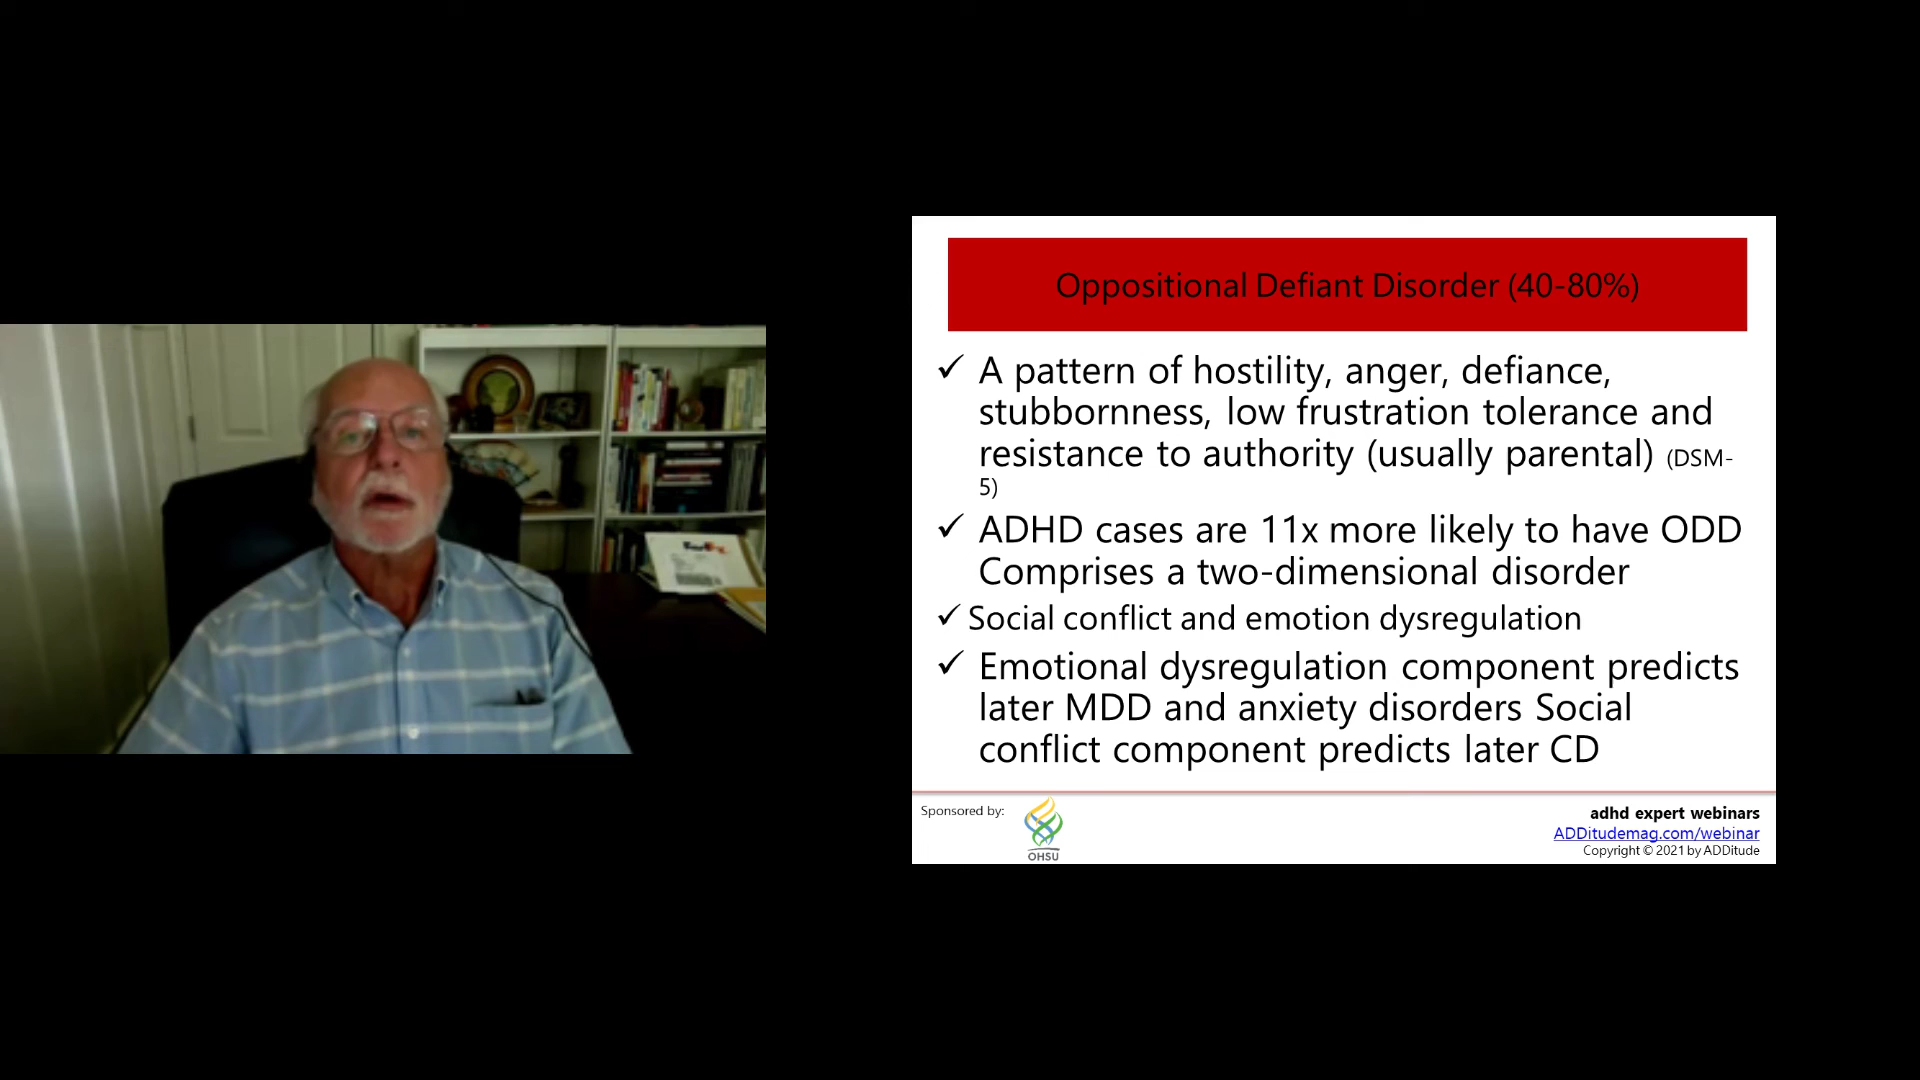 Oppositional Defiant Disorder (40-80%)
✓ A pattern of hostility, anger, defiance,
stubbornness, low frustration tolerance and
resistance to authority (usually parental) (DSM-
5)
✓ ADHD cases are 11x more likely to have ODD
Comprises a two-dimensional disorder
✓ Social conflict and emotion dysregulation
✓ Emotional dysregulation component predicts
later MDD and anxiety disorders Social
conflict component predicts later CD
Sponsored by:
OHSU
adhd expert webinars
ADDitudemag.com/webinar
Copyright © 2021 by ADDitude